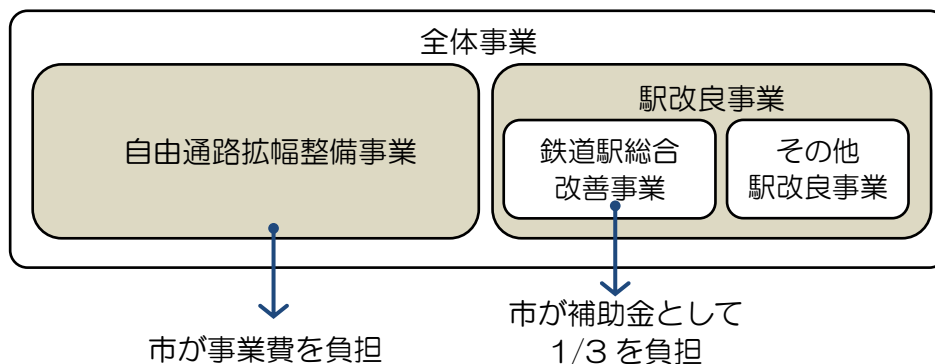 全体事業
自由通路拡幅整備事業
駅改良事業
鉄道駅総合
改善事業
その他
駅改良事業
市が事業費を負担
市が補助金として
1/3 を負担